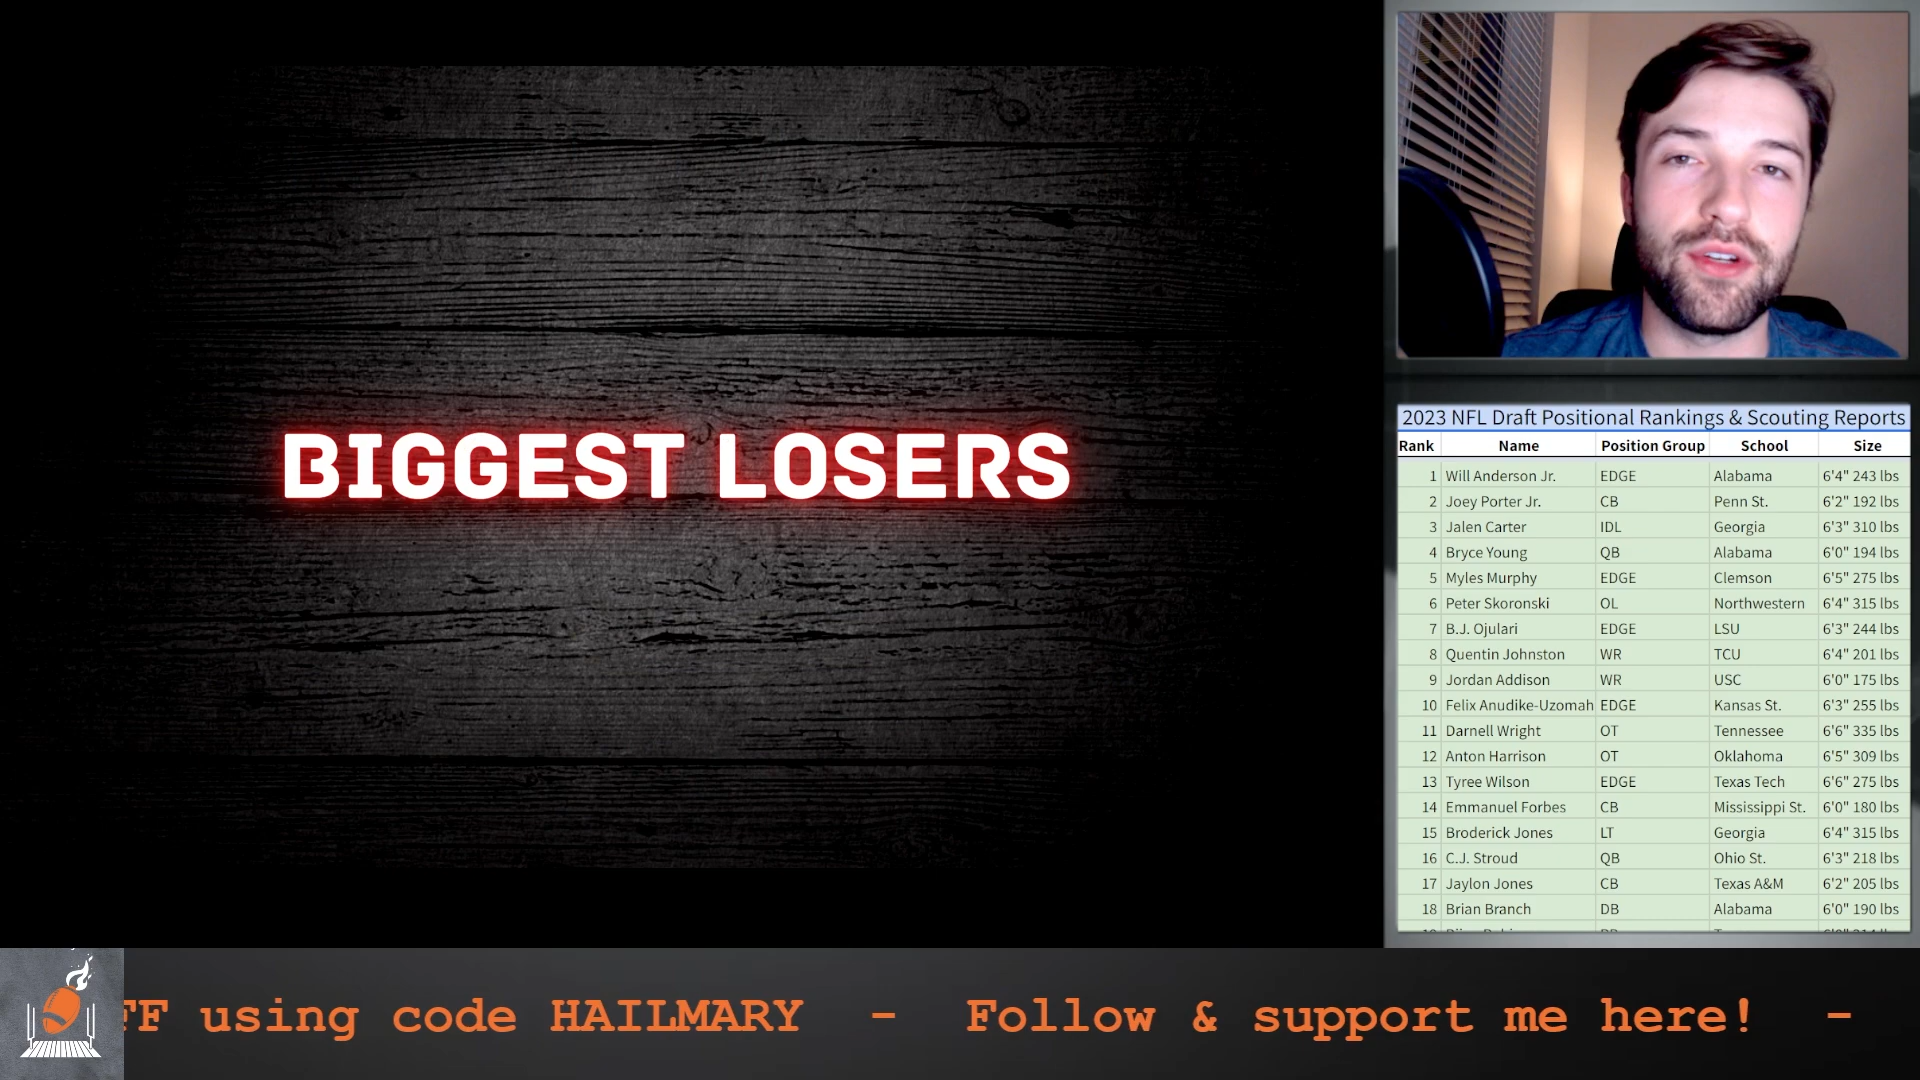 BIGGEST LOSERS
2023 NFL Draft Positional Rankings & Scouting Reports
Rank Name Position Group School Size
1 Will Anderson Jr. EDGE Alabama 6'4" 243 lbs
2 Joey Porter Jr. CB Penn St. 6'2" 192 lbs
3 Jalen Carter IDL Georgia 6'3" 310 lbs
4 Bryce Young QB Alabama 6'0" 194 lbs
5 Myles Murphy EDGE Clemson 6'5" 275 lbs
6 Peter Skoronski OL Northwestern 6'4" 315 lbs
7 B.J. Ojulari EDGE LSU 6'3" 244 lbs
8 Quentin Johnston WR TCU 6'4" 201 lbs
9 Jordan Addison WR USC 6'0" 175 lbs
10 Felix Anudike-Uzomah EDGE Kansas St. 6'3" 255 lbs
11 Darnell Wright OT Tennessee 6'6" 335 lbs
12 Anton Harrison OT Oklahoma 6'5" 309 lbs
13 Tyree Wilson EDGE Texas Tech 6'6" 275 lbs
14 Emmanuel Forbes CB Mississippi St. 6'0" 180 lbs
15 Broderick Jones LT Georgia 6'4" 315 lbs
16 C.J. Stroud QB Ohio St. 6'3" 218 lbs
17 Jaylon Jones CB Texas A&M 6'2" 205 lbs
18 Brian Branch DB Alabama 6'0" 190 lbs
FF using code HAILMARY - Follow & support me here! -